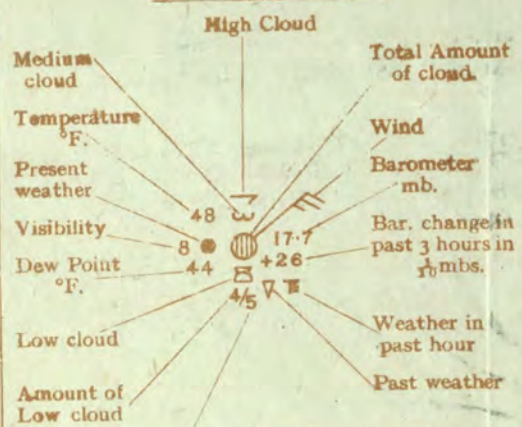 High Cloud
Medium
cloud
Total Amount
of cloud.
Temperature
°F.
Wind
Present
weather
Barometer
mb.
48
Visibility
8
17·7
Bar. change in
past 3 hours in
1/10 mbs.
+26
Dew Point
°F.
44
4/5
Low cloud
Weather in
past hour
Amount of
Low cloud
Past weather